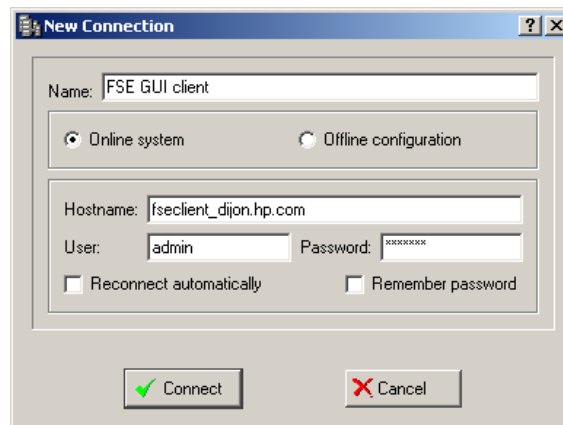 New Connection
Name: FSE GUI client
Online system Offline configuration
Hostname: fseclient_dijon.hp.com
User: admin Password: *******
Reconnect automatically Remember password
Connect Cancel